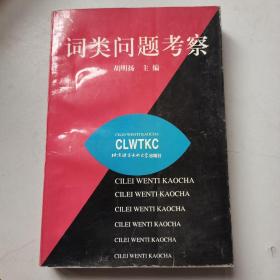 词类问题考察
胡明扬 主编
CILEI WENTI KAOCHA
CLWTKC
北京语言学院出版社
CILEI WENTI KAOCHA
CILEI WENTI KAOCHA
CILEI WENTI KAOCHA
CILEI WENTI KAOCHA
CILEI WENTI KAOCHA
CILEI WENTI KAOCHA